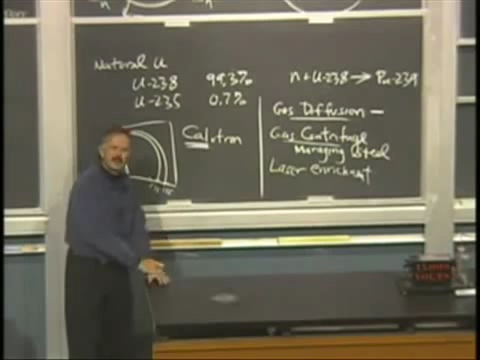 Natural U
U-238 99.3%
U-235 0.7%
Calutron
n + U-238 → Pu-239
Gas Diffusion —
Gas Centrifuge
Maraging Steel
Laser enrichment